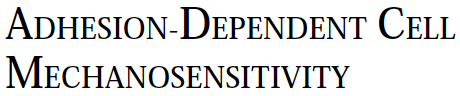 ADHESION-DEPENDENT CELL
MECHANOSENSITIVITY